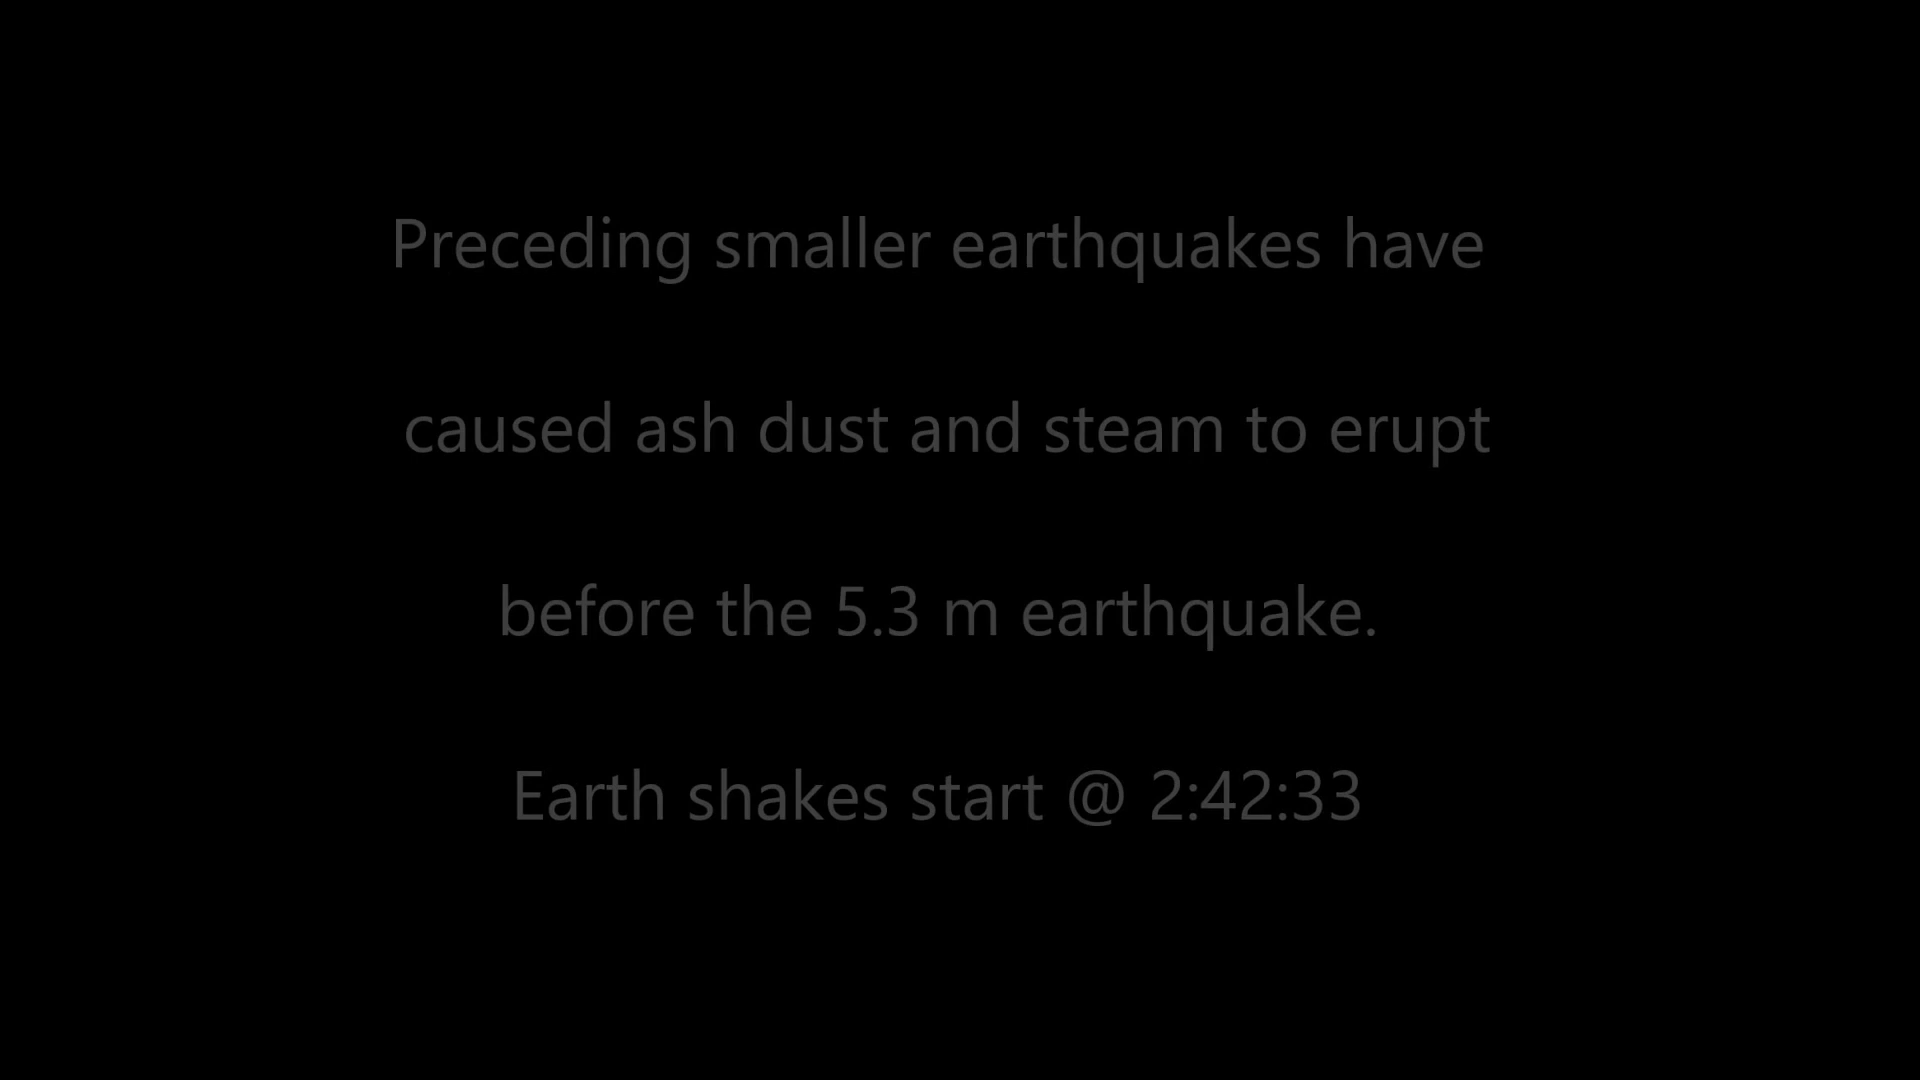 Preceding smaller earthquakes have
caused ash dust and steam to erupt
before the 5.3 m earthquake.
Earth shakes start @ 2:42:33